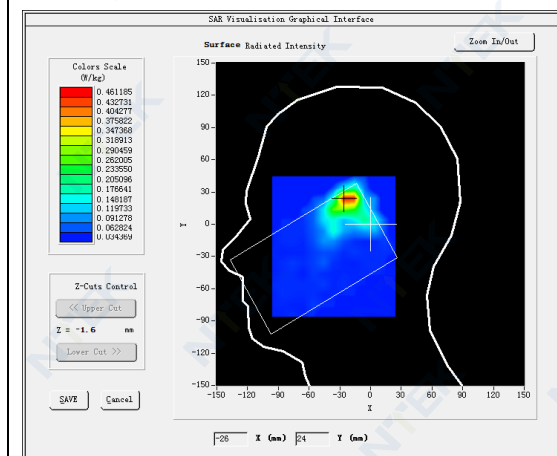 SAR Visualisation Graphical Interface
Surface Radiated Intensity
Zoom In/Out
Colors Scale
(W/kg)
0.461185
0.432731
0.404277
0.375822
0.347368
0.318913
0.290459
0.262005
0.233550
0.205096
0.176641
0.148187
0.119733
0.091278
0.062824
0.034369
150
120
90
60
30
0
-30
-60
-90
-120
-150
Y
-150 -120 -90 -60 -30 0 30 60 90 120 150
X
Z-Cuts Control
<< Upper Cut
Z = -1.6 mm
Lower Cut >>
SAVE Cancel
-26 X (mm) 24 Y (mm)
NTEK